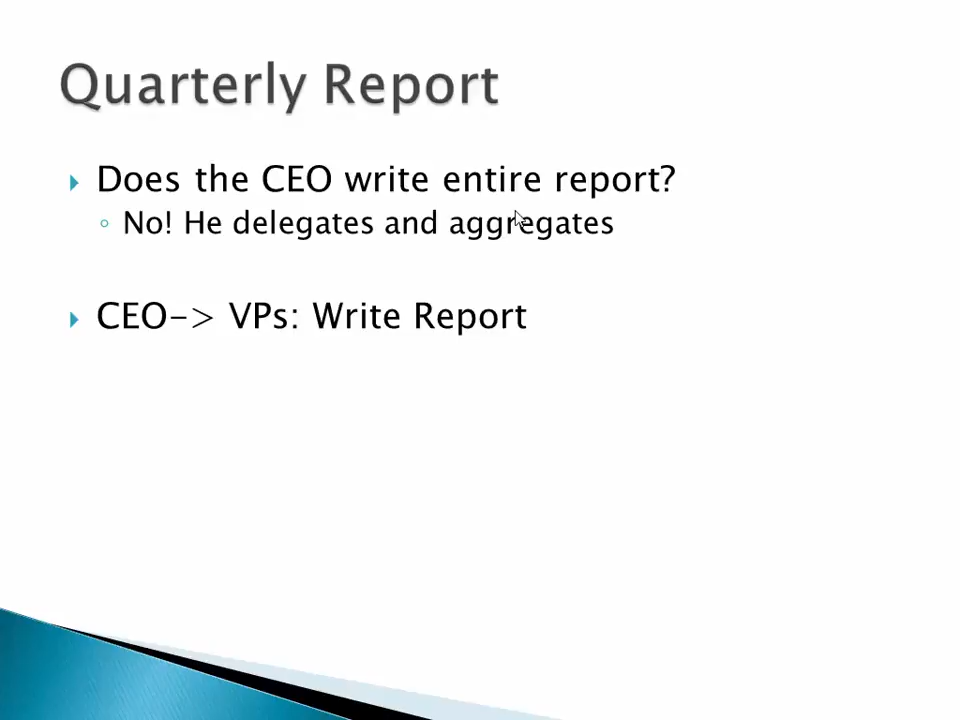 Quarterly Report
Does the CEO write entire report?
No! He delegates and aggregates
CEO-> VPs: Write Report